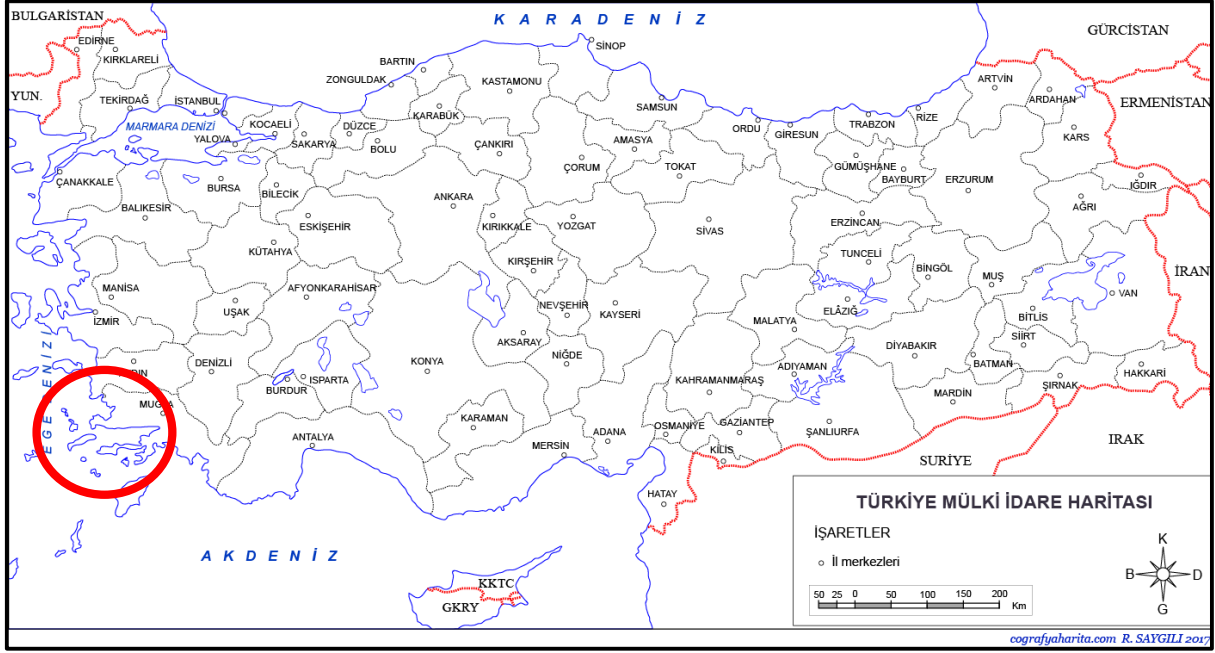 BULGARİSTAN
K A R A D E N İ Z
GÜRCİSTAN
EDİRNE
KIRKLARELİ
SİNOP
BARTIN
ZONGULDAK
KASTAMONU
ARTVİN
ARDAHAN
YUN.
TEKİRDAĞ
İSTANBUL
KOCAELİ
DÜZCE
KARABÜK
SAMSUN
ORDU
GİRESUN
TRABZON
RİZE
ERMENİSTAN
MARMARA DENİZİ
YALOVA
SAKARYA
BOLU
ÇANKIRI
AMASYA
KARS
ÇORUM
TOKAT
GÜMÜŞHANE
BAYBURT
ERZURUM
IĞDIR
ÇANAKKALE
BURSA
BİLECİK
ANKARA
AĞRI
BALIKESİR
ESKİŞEHİR
KIRIKKALE
YOZGAT
SİVAS
ERZİNCAN
KÜTAHYA
TUNCELİ
KIRŞEHİR
BİNGÖL
MUŞ
İRAN
MANİSA
AFYONKARAHİSAR
VAN
UŞAK
NEVŞEHİR
KAYSERİ
ELÂZIĞ
BİTLİS
İZMİR
MALATYA
AKSARAY
SİİRT
DİYABAKIR
NİĞDE
KONYA
DENİZLİ
ADIYAMAN
BATMAN
HAKKARİ
EGE DENİZİ
ISPARTA
BURDUR
KAHRAMANMARAŞ
ŞIRNAK
MARDİN
MUĞLA
KARAMAN
ANTALYA
MERSİN
ADANA
OSMANİYE
GAZİANTEP
ŞANLIURFA
IRAK
KİLİS
SURİYE
HATAY
A K D E N İ Z
KKTC
GKRY
TÜRKİYE MÜLKİ İDARE HARİTASI
İŞARETLER
İl merkezleri
50 25 0 50 100 150 200
Km
K
B D
G
cografyaharita.com R. SAYGILI 2017